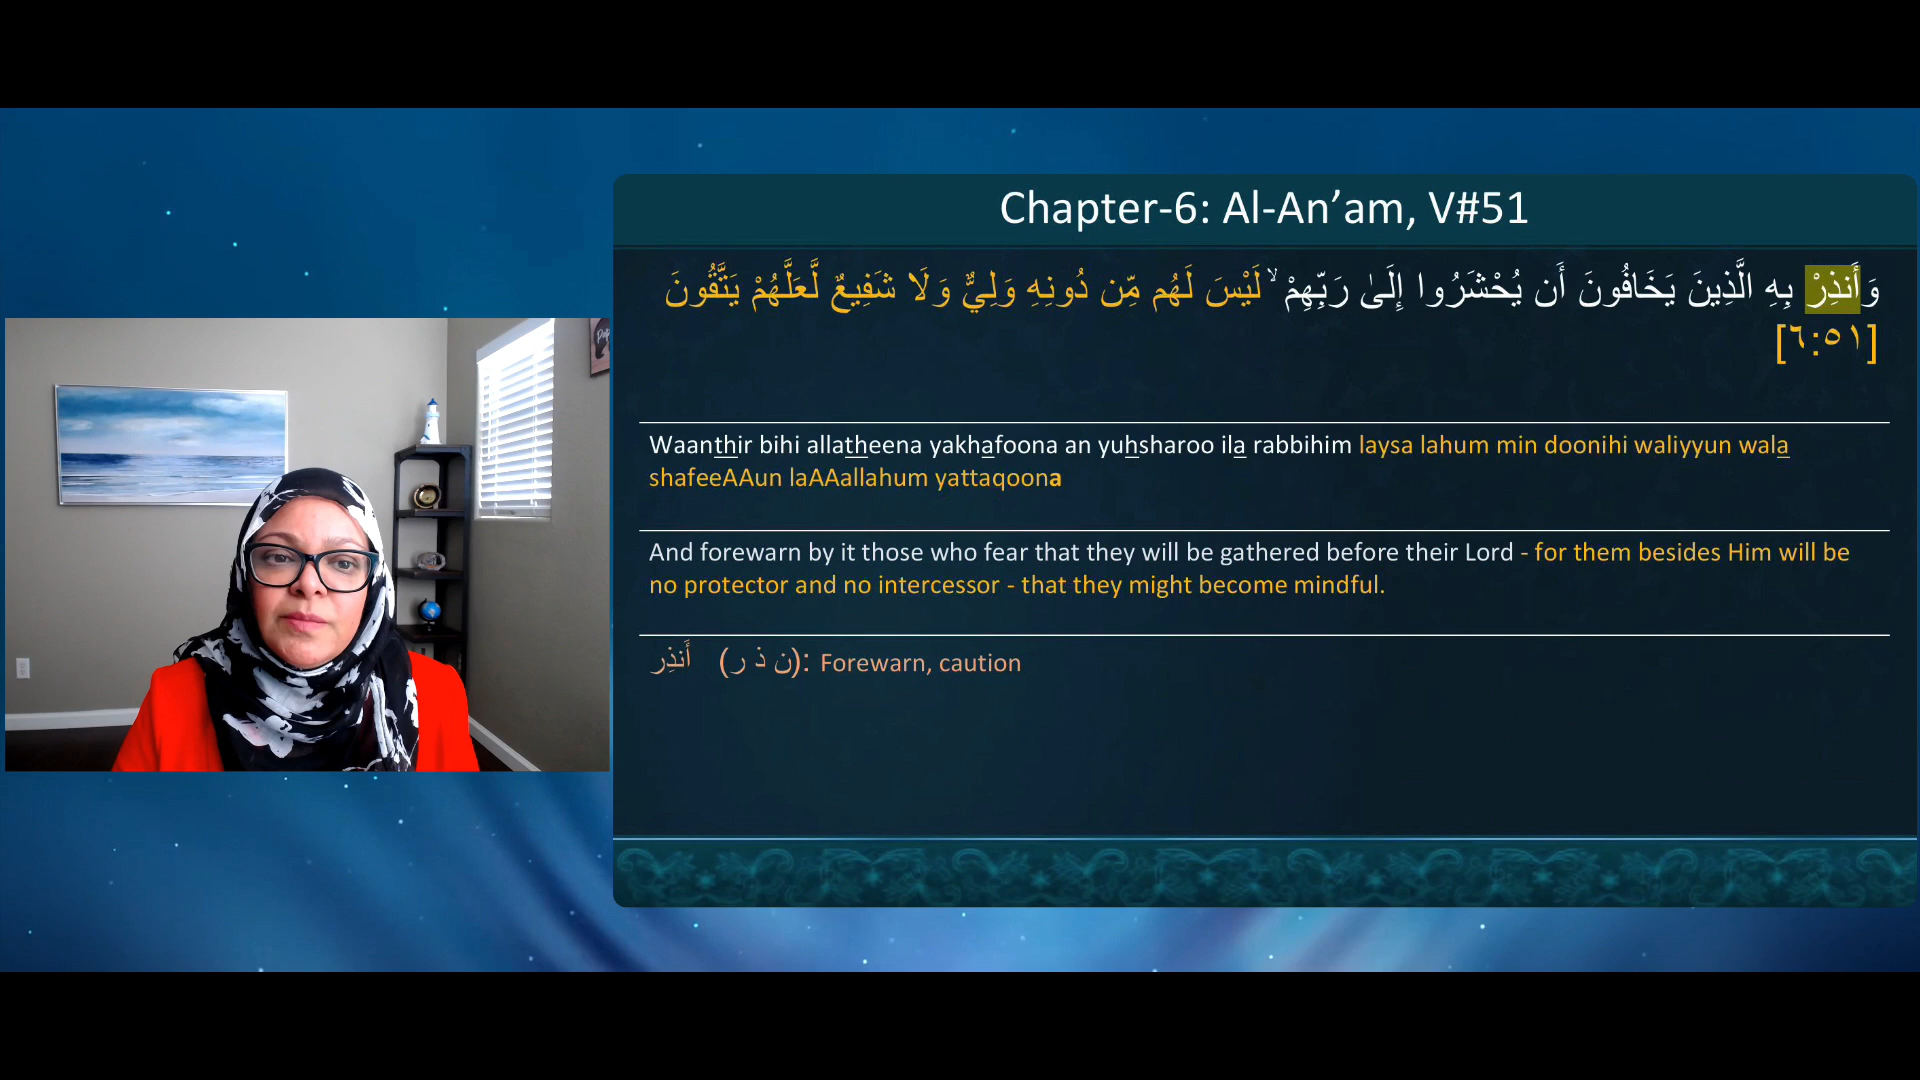 Chapter-6: Al-An’am, V#51
وَأَنذِرْ بِهِ الَّذِينَ يَخَافُونَ أَن يُحْشَرُوا إِلَىٰ رَبِّهِمْ ۙ لَيْسَ لَهُم مِّن دُونِهِ وَلِيٌّ وَلَا شَفِيعٌ لَّعَلَّهُمْ يَتَّقُونَ
[٦:٥١]
Waanthir bihi allatheena yakhafoona an yuhsharoo ila rabbihim laysa lahum min doonihi waliyyun wala
shafeeAAun laAAallahum yattaqoona
And forewarn by it those who fear that they will be gathered before their Lord - for them besides Him will be
no protector and no intercessor - that they might become mindful.
أَنذِر (ن ذ ر): Forewarn, caution